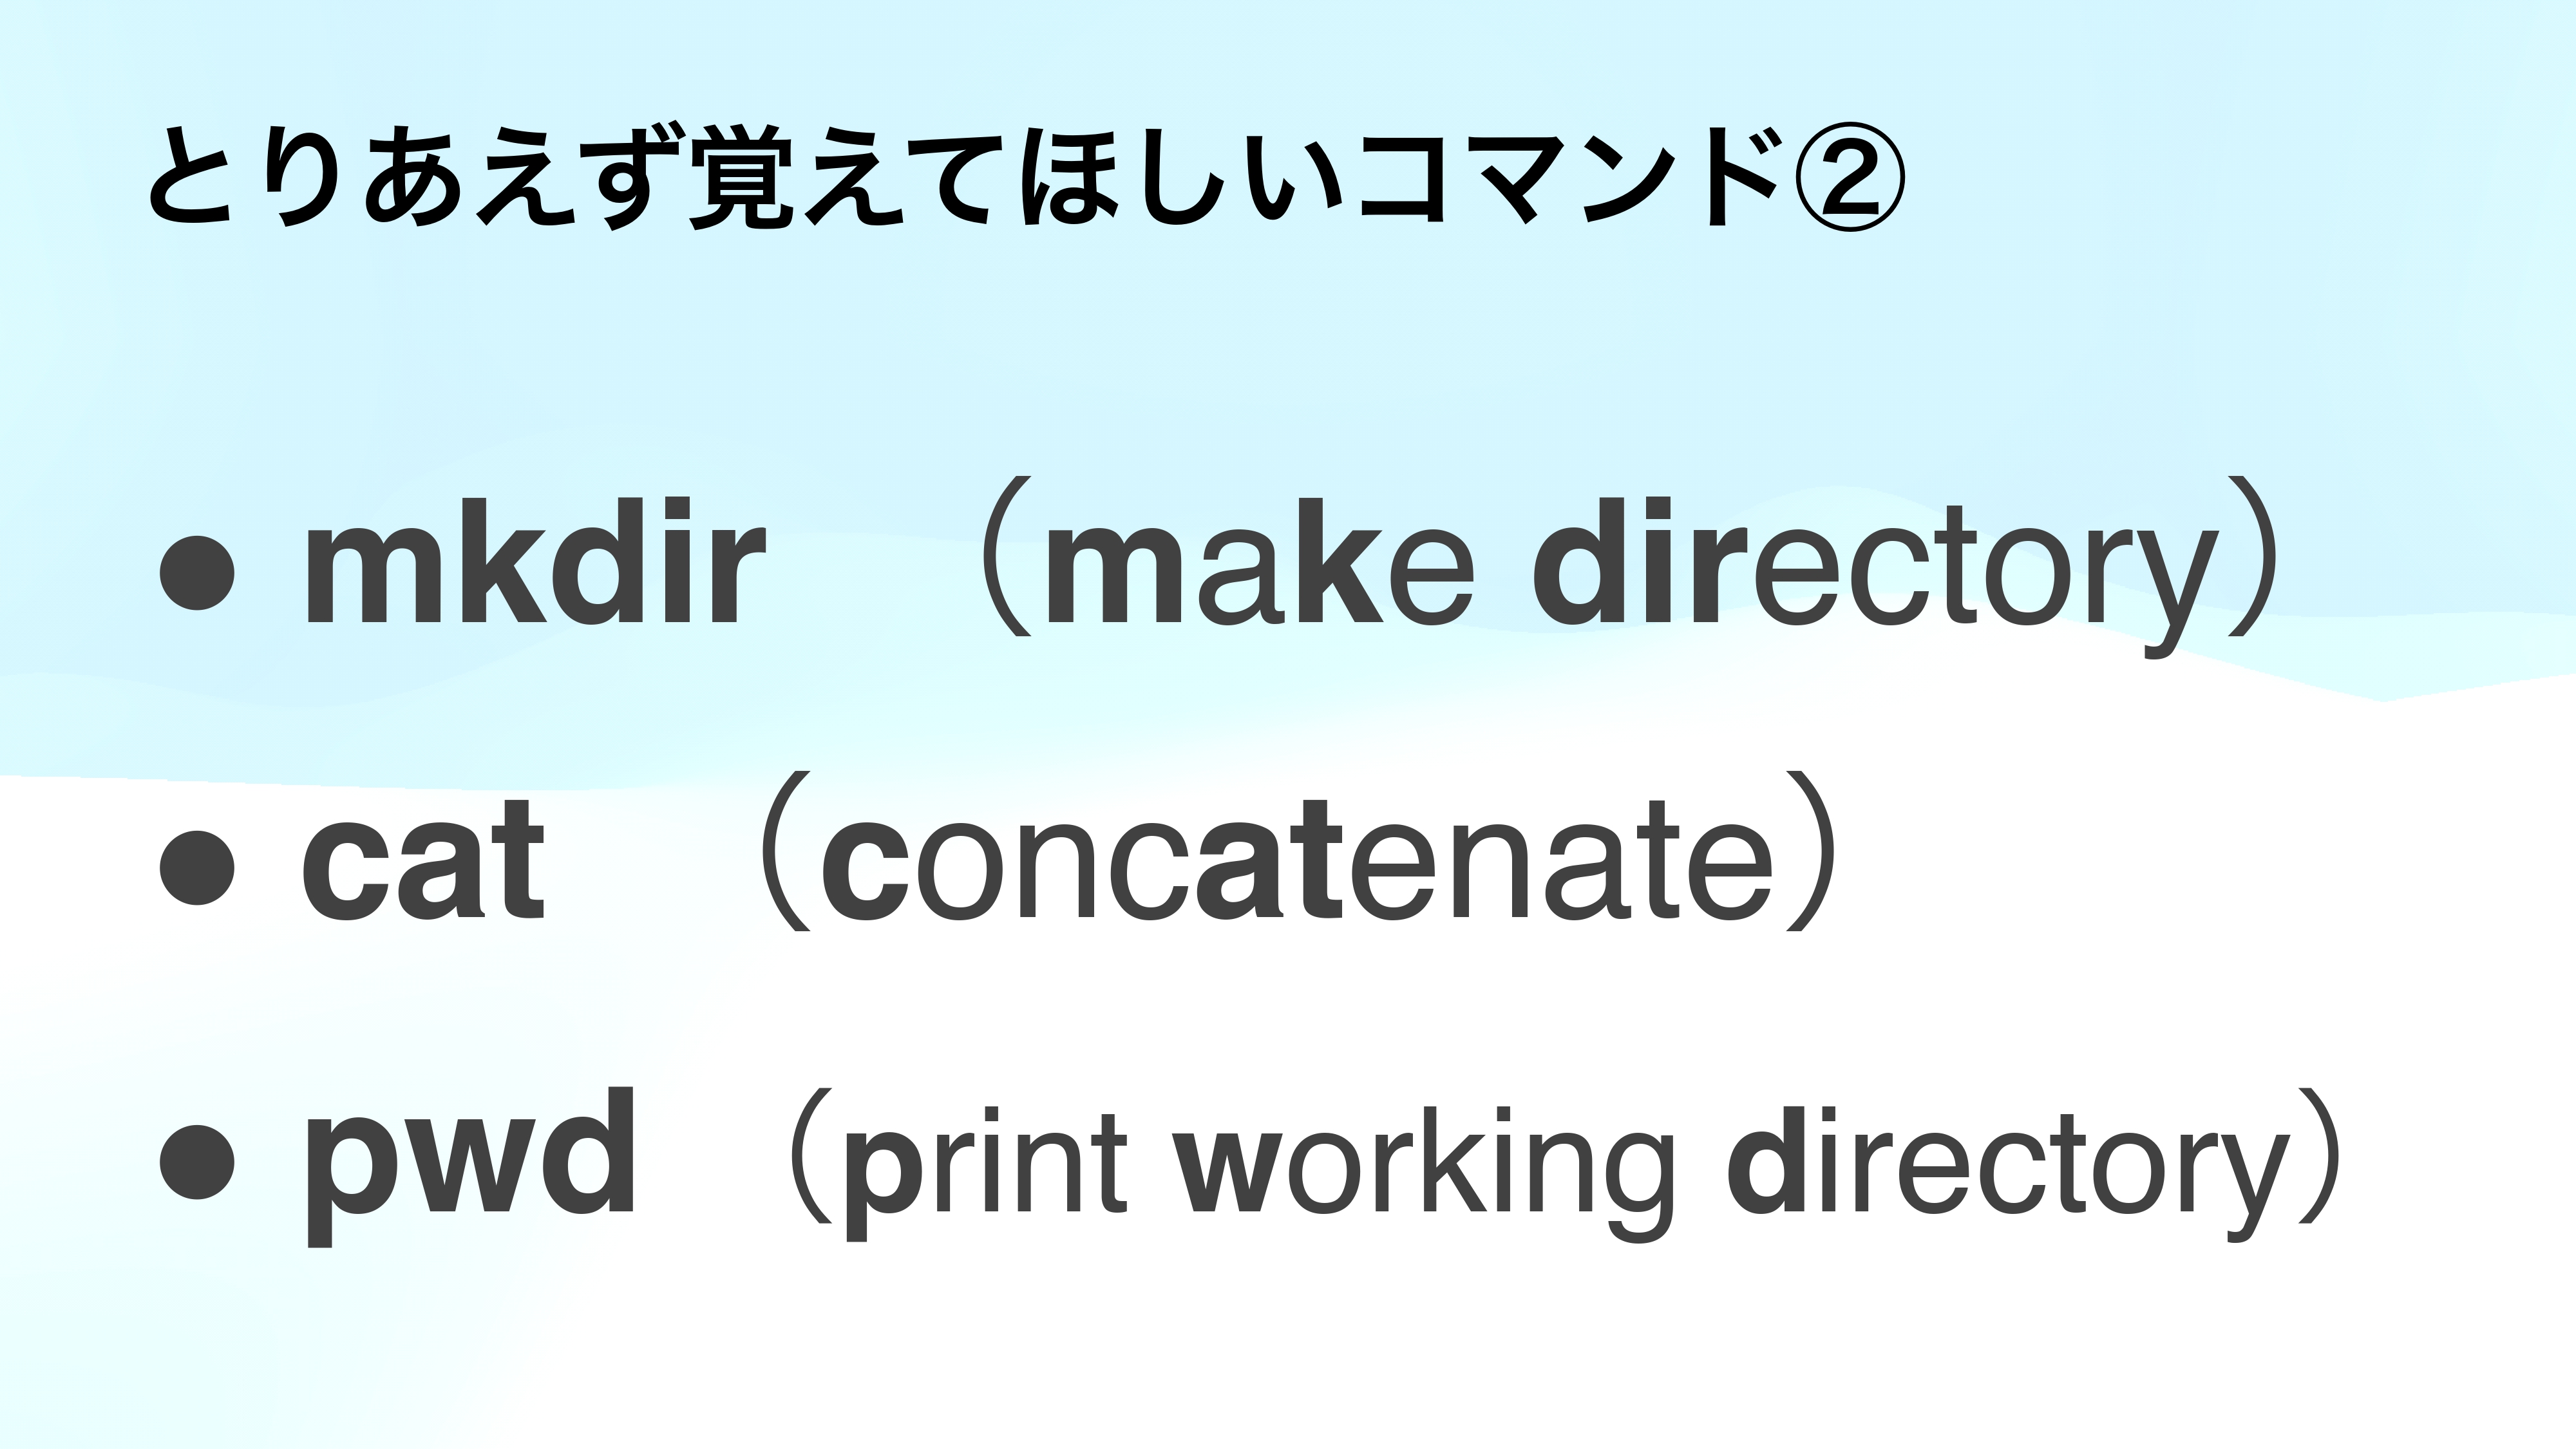 とりあえず覚えてほしいコマンド②
● mkdir （make directory）
● cat （concatenate）
● pwd （print working directory）